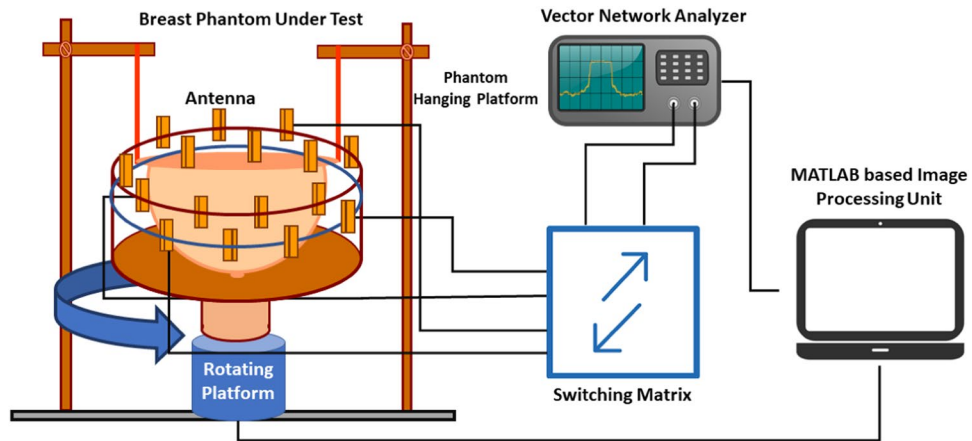 Breast Phantom Under Test
Vector Network Analyzer
Phantom
Hanging Platform
Antenna
MATLAB based Image
Processing Unit
Rotating
Platform
Switching Matrix